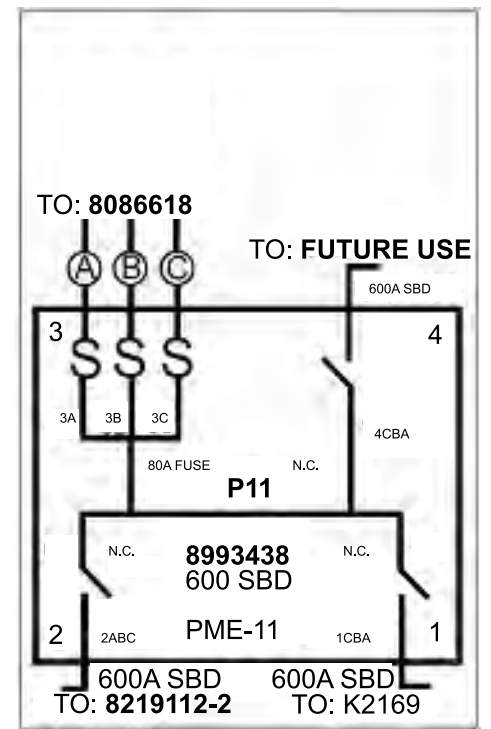 TO: 8086618
A B C
TO: FUTURE USE
600A SBD
3
4
S S S
3A 3B 3C
4CBA
80A FUSE
N.C.
P11
N.C.
8993438
N.C.
600 SBD
2
2ABC
PME-11
1CBA
1
600A SBD
600A SBD
TO: 8219112-2
TO: K2169